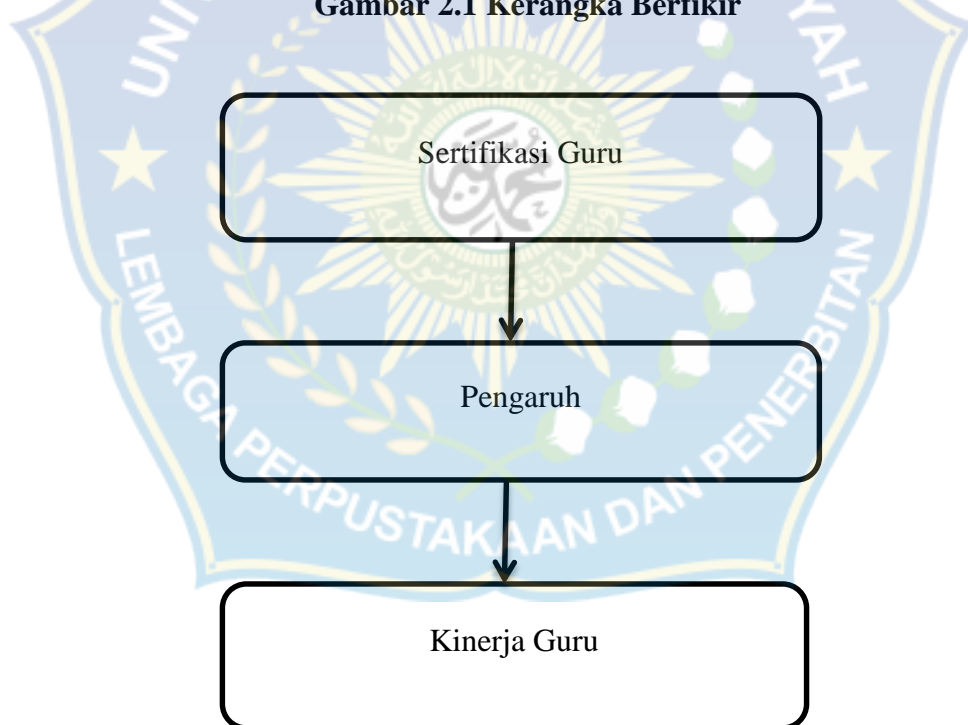 Gambar 2.1 Kerangka Berfikir
Sertifikasi Guru
Pengaruh
Kinerja Guru
LEMBAGA PERPUSTAKAAN DAN PENERBITAN